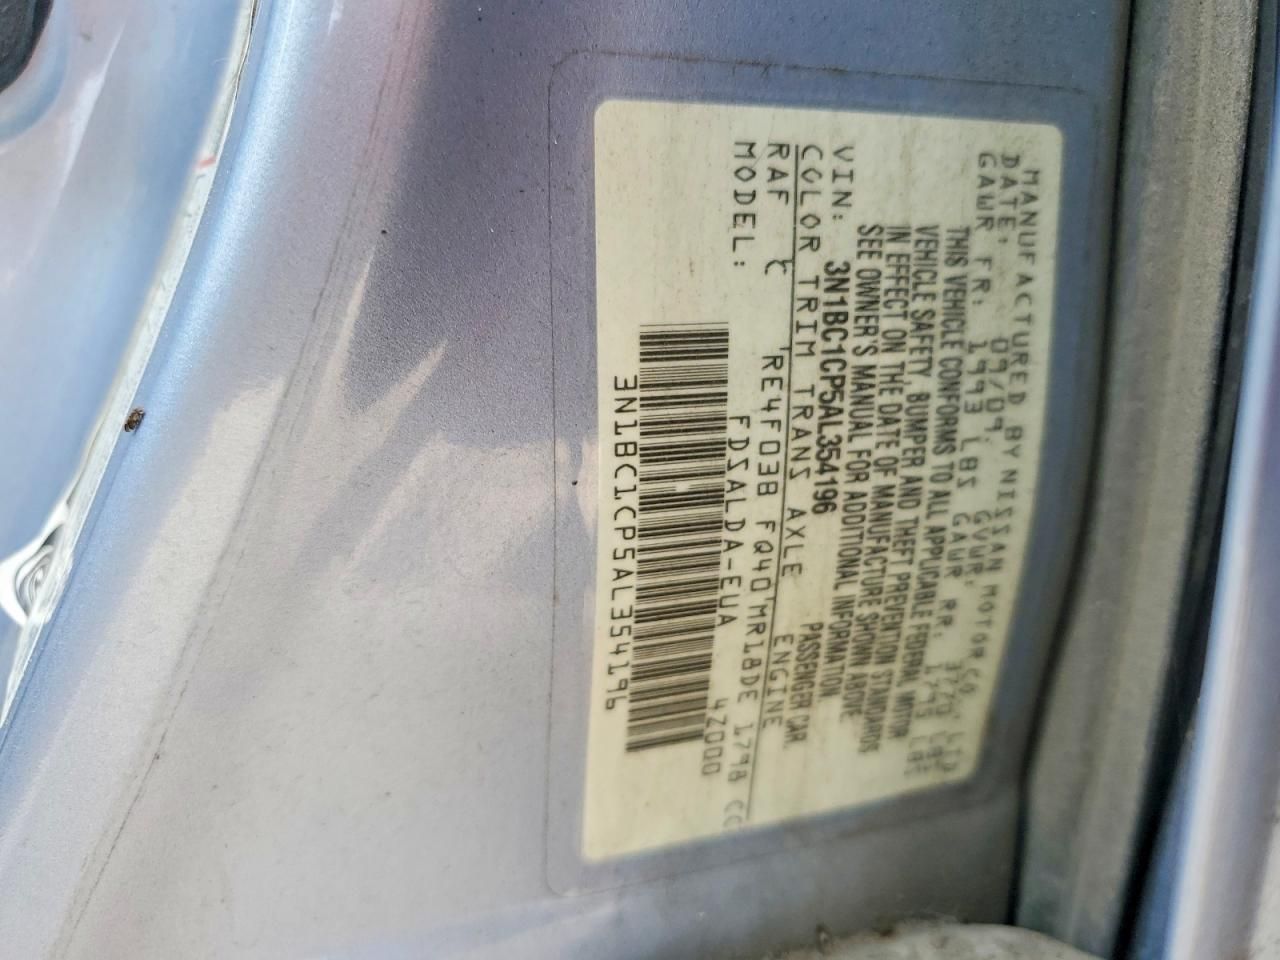 MANUFACTURED BY NISSAN MOTOR CO., LTD
DATE: 09/09. GVWR: LBS
GAWR FR: 1993 LBS GAWR RR: LBS
THIS VEHICLE CONFORMS TO ALL APPLICABLE FEDERAL MOTOR
VEHICLE SAFETY, BUMPER AND THEFT PREVENTION STANDARDS
IN EFFECT ON THE DATE OF MANUFACTURE SHOWN ABOVE
SEE OWNER'S MANUAL FOR ADDITIONAL INFORMATION
VIN: 3N1BC1CP5AL354196 PASSENGER CAR.
COLOR TRIM TRANS AXLE ENGINE
RAF RE4F03B FQ40 MR18DE 1798 CC
MODEL: FDSALDA-EUA 4Z000
3N1BC1CP5AL354196